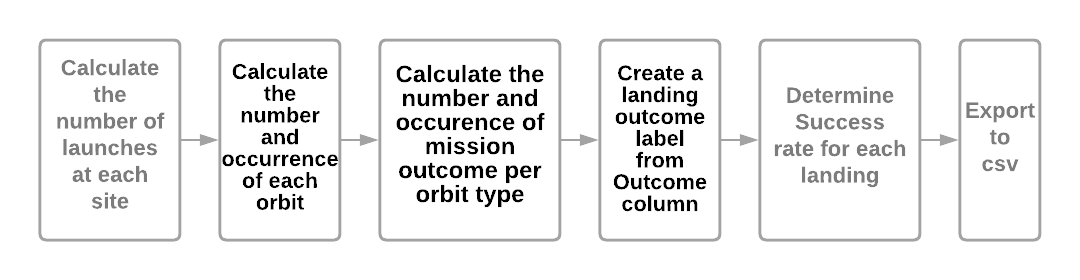 Calculate
the
number of
launches
at each
site
Calculate
the
number
and
occurrence
of each
orbit
Calculate the
number and
occurence of
mission
outcome per
orbit type
Create a
landing
outcome
label
from
Outcome
column
Determine
Success
rate for each
landing
Export
to
csv